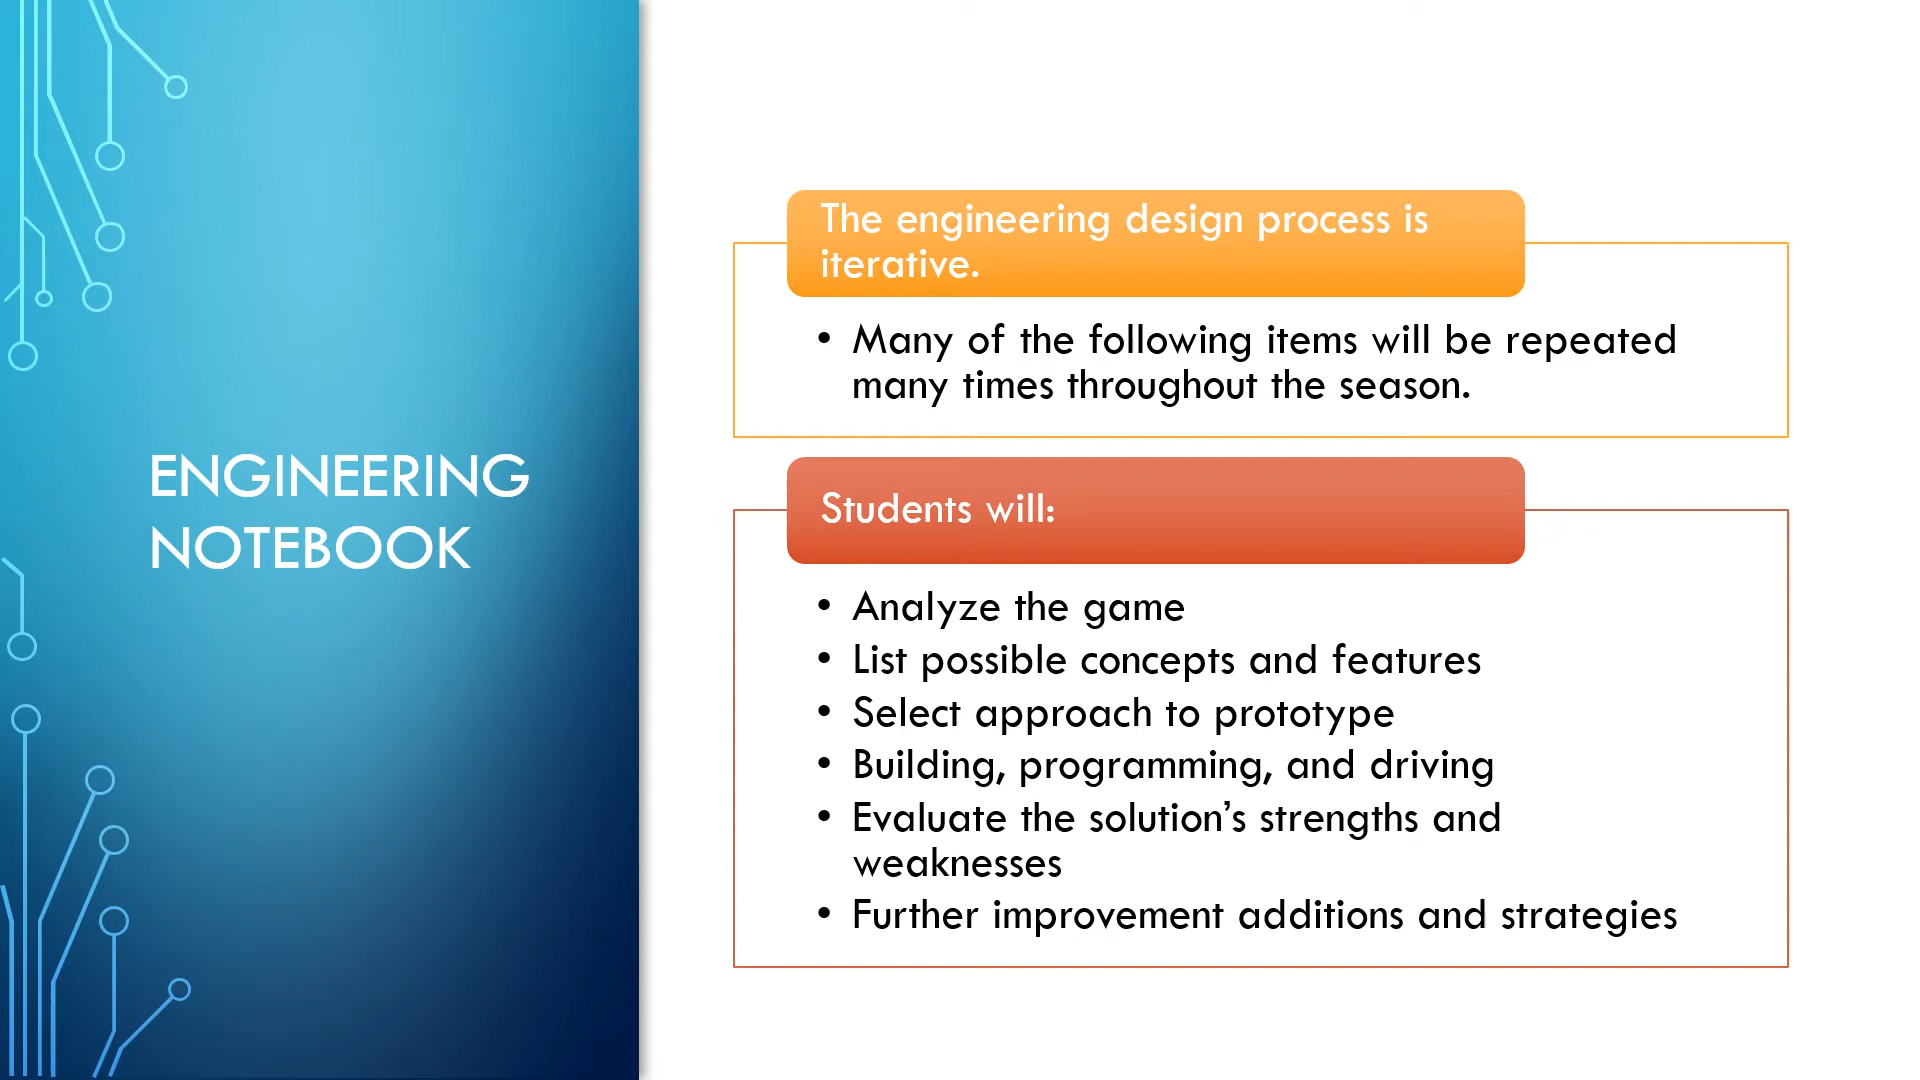 ENGINEERING
NOTEBOOK
The engineering design process is
iterative.
• Many of the following items will be repeated
many times throughout the season.
Students will:
• Analyze the game
• List possible concepts and features
• Select approach to prototype
• Building, programming, and driving
• Evaluate the solution’s strengths and
weaknesses
• Further improvement additions and strategies